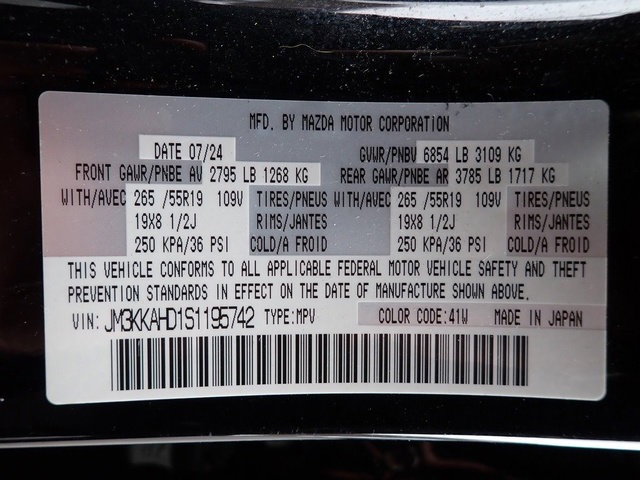 MFD. BY MAZDA MOTOR CORPORATION
DATE 07/24 GVWR/PNBV 6854 LB 3109 KG
FRONT GAWR/PNBE AV 2795 LB 1268 KG REAR GAWR/PNBE AR 3785 LB 1717 KG
WITH/AVEC 265 /55R19 109V TIRES/PNEUS WITH/AVEC 265 /55R19 109V TIRES/PNEUS
19X8 1/2J RIMS/JANTES 19X8 1/2J RIMS/JANTES
250 KPA/36 PSI COLD/A FROID 250 KPA/36 PSI COLD/A FROID
THIS VEHICLE CONFORMS TO ALL APPLICABLE FEDERAL MOTOR VEHICLE SAFETY AND THEFT
PREVENTION STANDARDS IN EFFECT ON THE DATE OF MANUFACTURE SHOWN ABOVE.
VIN: JM3KKAHD1S1195742 TYPE:MPV COLOR CODE:41W MADE IN JAPAN